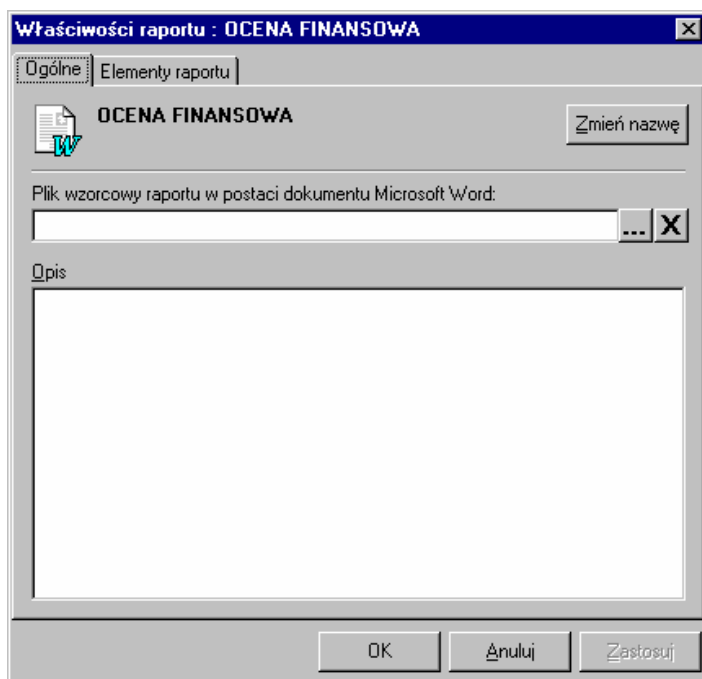 Właściwości raportu : OCENA FINANSOWA
Ogólne Elementy raportu
OCENA FINANSOWA
Zmień nazwę
Plik wzorcowy raportu w postaci dokumentu Microsoft Word:
... X
Opis
OK Anuluj Zastosuj